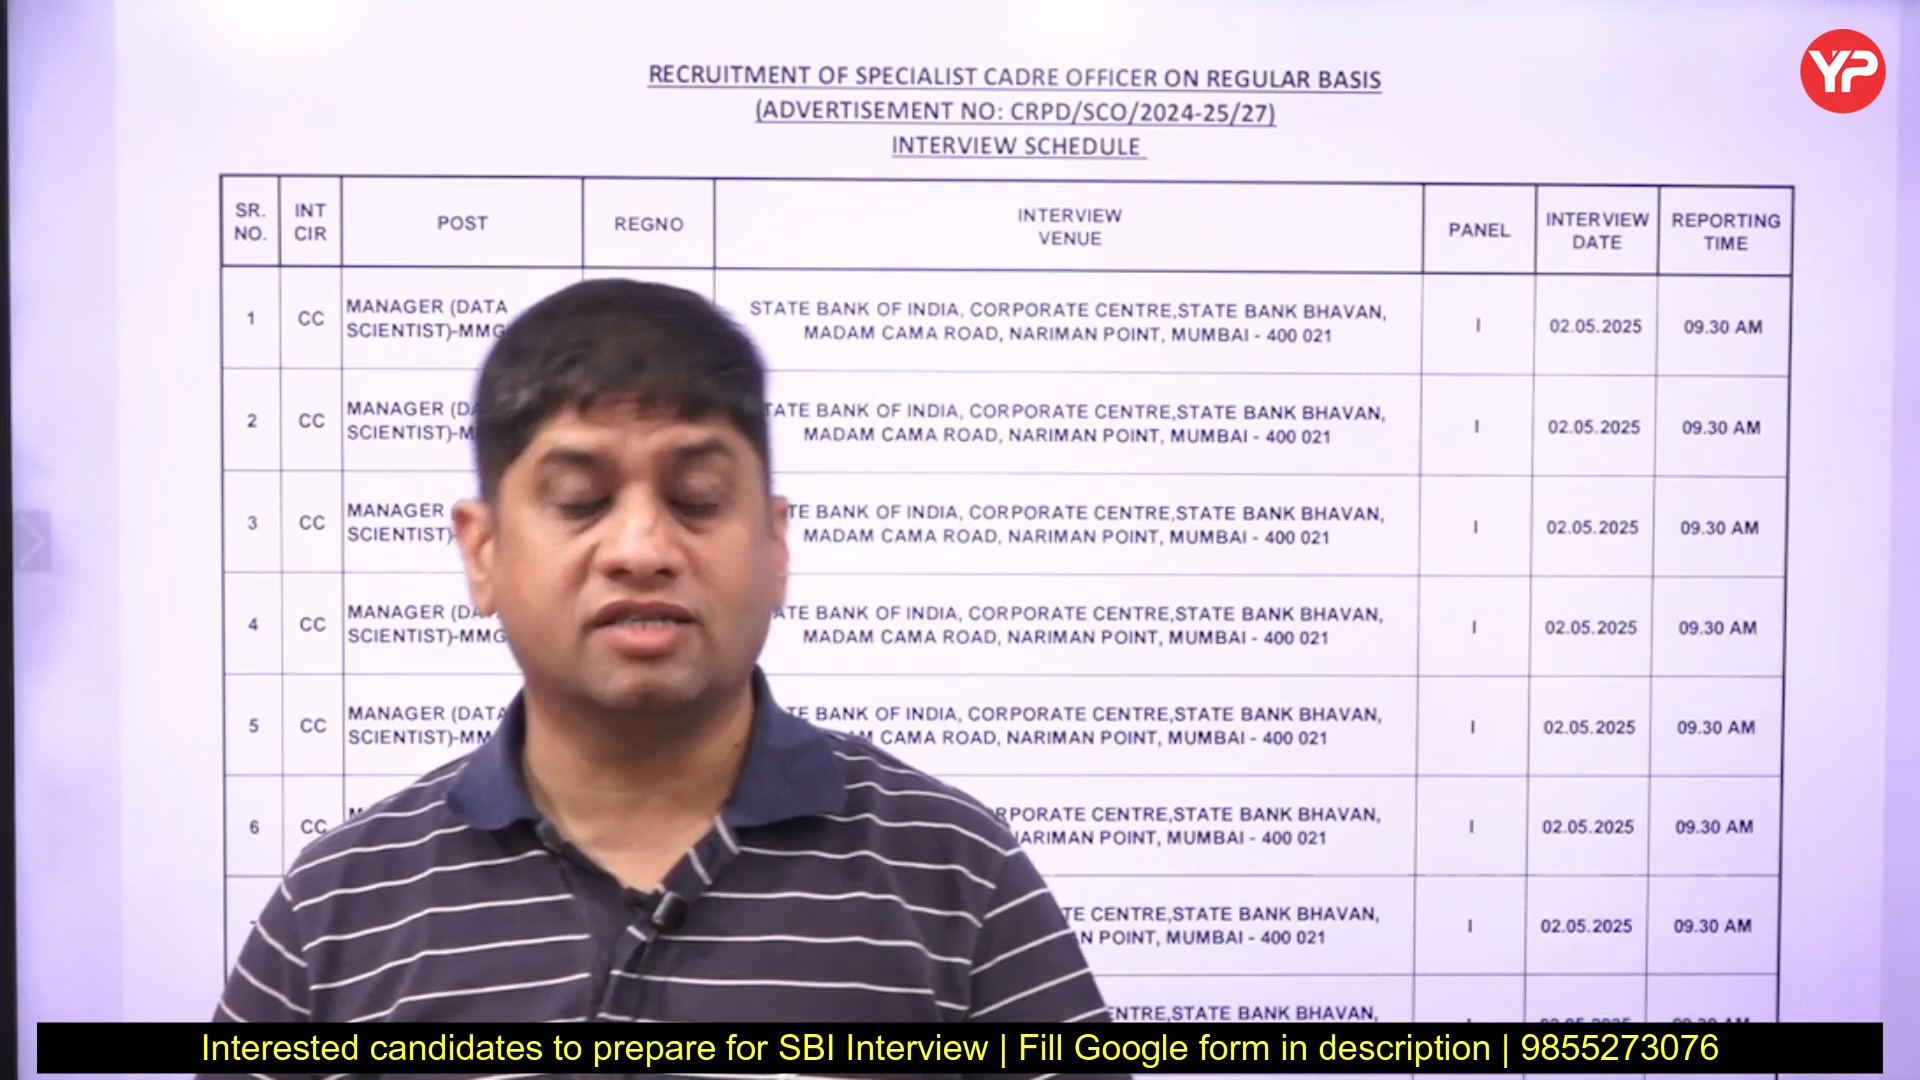 YP
RECRUITMENT OF SPECIALIST CADRE OFFICER ON REGULAR BASIS
(ADVERTISEMENT NO: CRPD/SCO/2024-25/27)
INTERVIEW SCHEDULE
SR. NO. INT CIR POST REGNO INTERVIEW VENUE PANEL INTERVIEW DATE REPORTING TIME
1 CC MANAGER (DATA STATE BANK OF INDIA, CORPORATE CENTRE,STATE BANK BHAVAN, I 02.05.2025 09.30 AM
SCIENTIST)-MMG MADAM CAMA ROAD, NARIMAN POINT, MUMBAI - 400 021
2 CC MANAGER BANK OF INDIA, CORPORATE CENTRE,STATE BANK BHAVAN, I 02.05.2025 09.30 AM
MADAM CAMA ROAD, NARIMAN POINT, MUMBAI - 400 021
3 CC MANAGER BANK OF INDIA, CORPORATE CENTRE,STATE BANK BHAVAN, I 02.05.2025 09.30 AM
SCIENTIST) MADAM CAMA ROAD, NARIMAN POINT, MUMBAI - 400 021
4 CC MANAGER BANK OF INDIA, CORPORATE CENTRE,STATE BANK BHAVAN, I 02.05.2025 09.30 AM
SCIENTIST)-MMG MADAM CAMA ROAD, NARIMAN POINT, MUMBAI - 400 021
5 CC MANAGER (DATA BANK OF INDIA, CORPORATE CENTRE,STATE BANK BHAVAN, I 02.05.2025 09.30 AM
SCIENTIST)-MM CAMA ROAD, NARIMAN POINT, MUMBAI - 400 021
6 CC CENTRE,STATE BANK BHAVAN, I 02.05.2025 09.30 AM
NARIMAN POINT, MUMBAI - 400 021
CENTRE,STATE BANK BHAVAN, I 02.05.2025 09.30 AM
POINT, MUMBAI - 400 021
STATE BANK BHAVAN,
Interested candidates to prepare for SBI Interview | Fill Google form in description | 9855273076